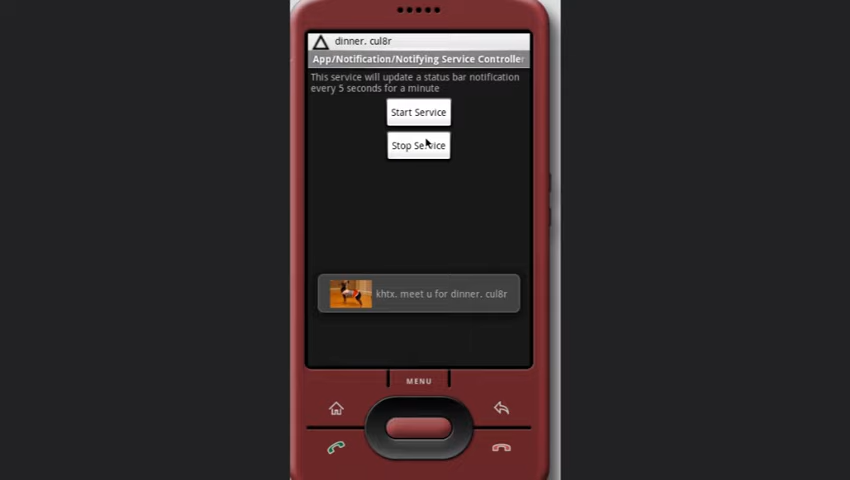 dinner. cul8r
App/Notification/Notifying Service Controller
This service will update a status bar notification
every 5 seconds for a minute
Start Service
Stop Service
khtx. meet u for dinner. cul8r
MENU